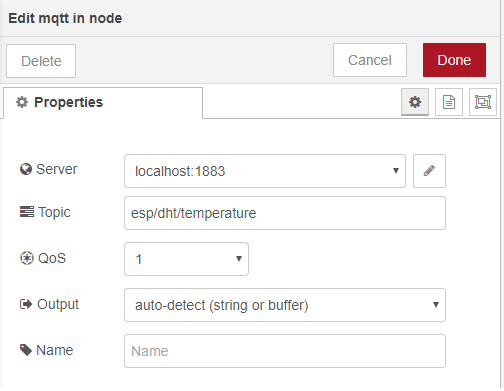 Edit mqtt in node
Delete Cancel Done
Properties
Server localhost:1883
Topic esp/dht/temperature
QoS 1
Output auto-detect (string or buffer)
Name Name